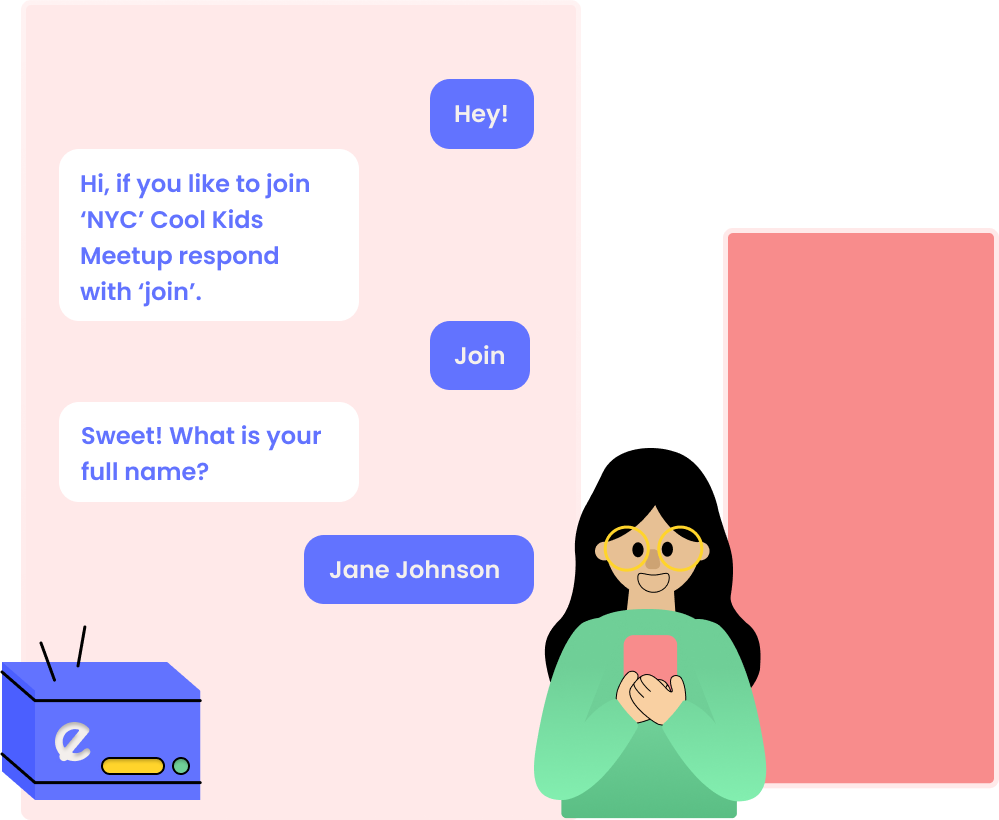 Hey!
Hi, if you like to join
‘NYC’ Cool Kids
Meetup respond
with ‘join’.
Join
Sweet! What is your
full name?
Jane Johnson
e